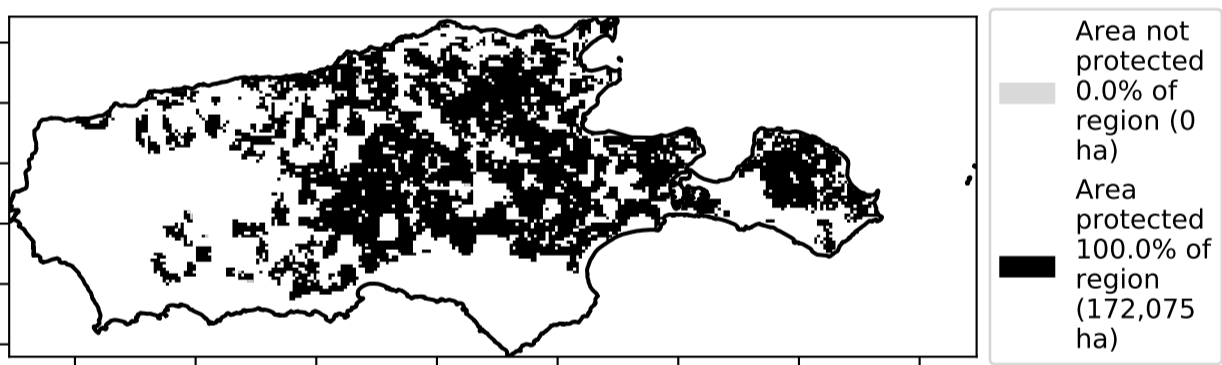 Area not
protected
0.0% of
region (0
ha)
Area
protected
100.0% of
region
(172,075
ha)